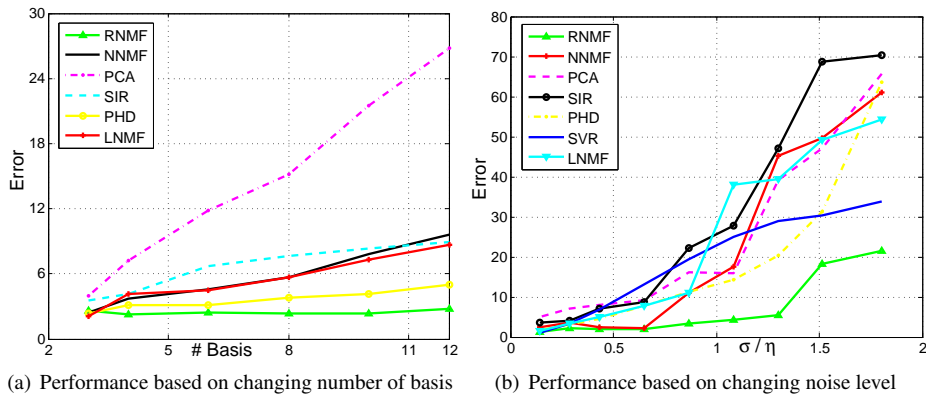 30
24
18
12
6
0
Error
2
5
8
11
12
# Basis
RNMF
NNMF
PCA
SIR
PHD
LNMF
(a) Performance based on changing number of basis
80
70
60
50
40
30
20
10
0
Error
0
0.5
1
1.5
2
σ / η
RNMF
NNMF
PCA
SIR
PHD
SVR
LNMF
(b) Performance based on changing noise level